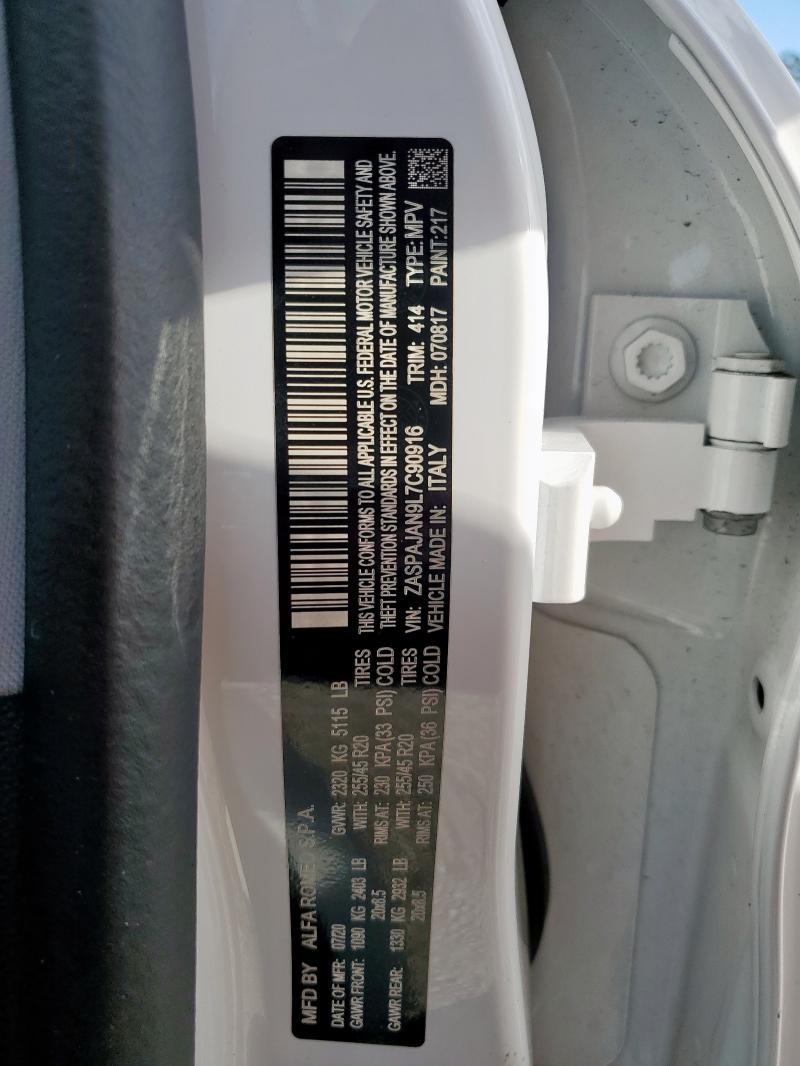 MFD BY ALFA ROMEO S.P.A.
DATE OF MFR: 07/20 GVWR: 2320 KG 5115 LB
GAWR FRONT: 1090 KG 2403 LB WITH: 255/45 R20 TIRES
20x8.5 RIMS AT: 230 KPA(33 PSI) COLD
GAWR REAR: 1330 KG 2932 LB WITH: 255/45 R20 TIRES
20x8.5 RIMS AT: 250 KPA(36 PSI) COLD
THIS VEHICLE CONFORMS TO ALL APPLICABLE U.S. FEDERAL MOTOR VEHICLE SAFETY AND
THEFT PREVENTION STANDARDS IN EFFECT ON THE DATE OF MANUFACTURE SHOWN ABOVE.
VIN: ZASPAJAN9L7C90916 TRIM: 414 TYPE: MPV
VEHICLE MADE IN: ITALY MDH: 070817 PAINT: 217